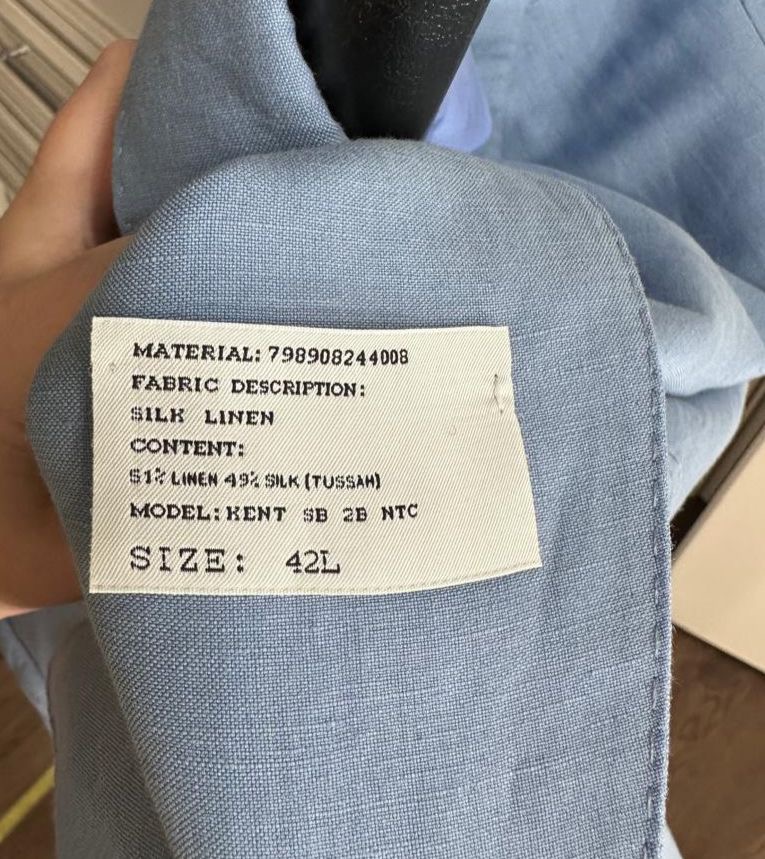 MATERIAL: 798908244008
FABRIC DESCRIPTION:
SILK LINEN
CONTENT:
51% LINEN 49% SILK (TUSSAH)
MODEL: KENT SB 2B NTC
SIZE: 42L